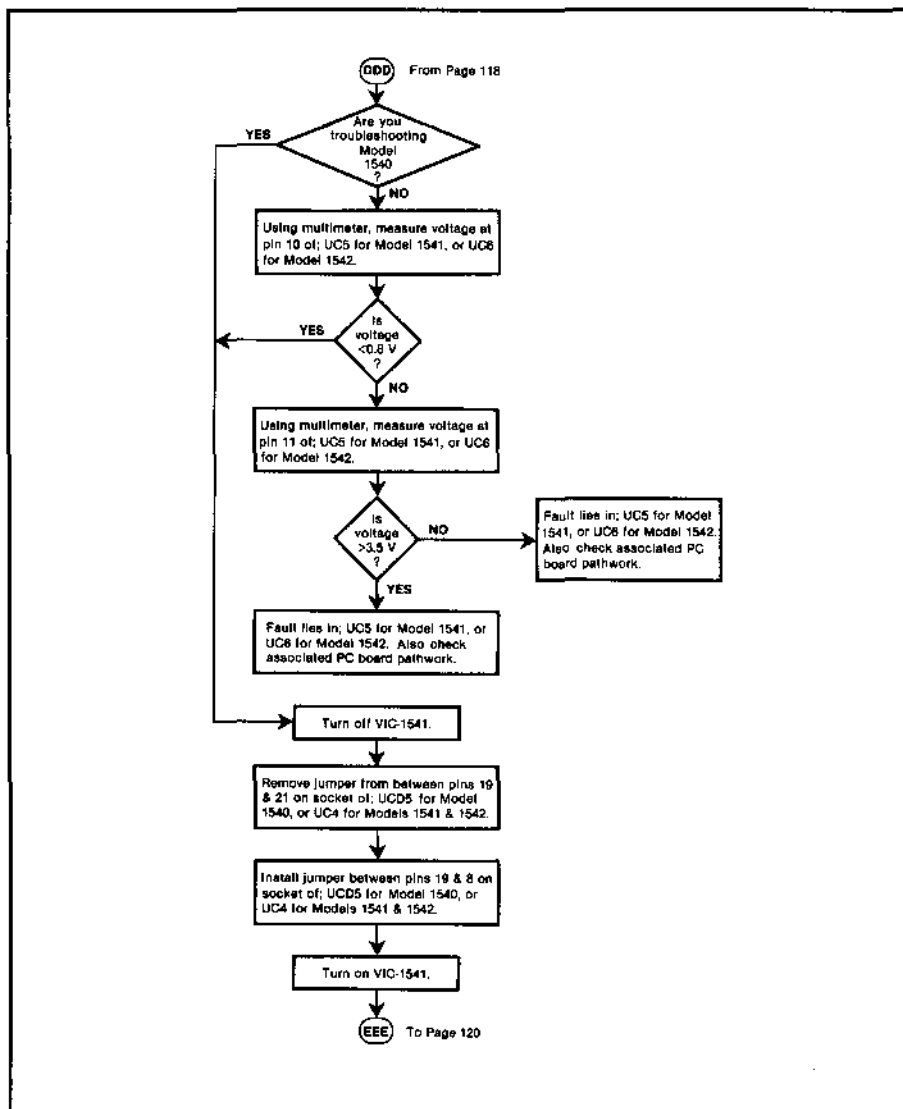 DDD From Page 118
Are you
troubleshooting
Model
1540
?
YES
NO
Using multimeter, measure voltage at
pin 10 of; UC5 for Model 1541, or UC6
for Model 1542.
Is
voltage
<0.8 V
?
YES
NO
Using multimeter, measure voltage at
pin 11 of; UC5 for Model 1541, or UC6
for Model 1542.
Is
voltage
>3.5 V
?
NO
YES
Fault lies in; UC5 for Model
1541, or UC6 for Model 1542.
Also check associated PC
board pathwork.
Fault lies in; UC5 for Model 1541, or
UC6 for Model 1542. Also check
associated PC board pathwork.
Turn off VIC-1541.
Remove jumper from between pins 19
& 21 on socket of; UCD5 for Model
1540, or UC4 for Models 1541 & 1542.
Install jumper between pins 19 & 8 on
socket of; UCD5 for Model 1540, or
UC4 for Models 1541 & 1542.
Turn on VIC-1541.
EEE To Page 120